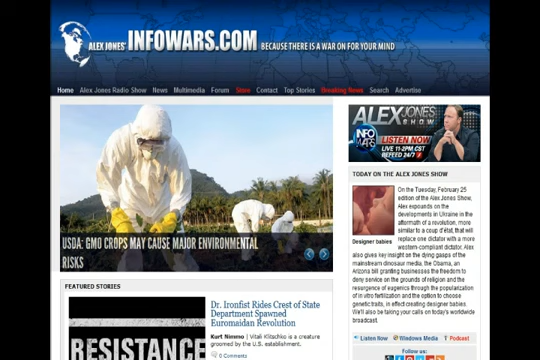 ALEX JONES' INFOWARS.COM BECAUSE THERE IS A WAR ON FOR YOUR MIND
Home Alex Jones Radio Show News Multimedia Forum Store Contact Top Stories Breaking News Search Advertise
USDA: GMO CROPS MAY CAUSE MAJOR ENVIRONMENTAL
RISKS
FEATURED STORIES
RESISTANCE
Dr. Ironfist Rides Crest of State
Department Spawned
Euromaidan Revolution
Kurt Nimmo | Vitali Klitschko is a creature
groomed by the U.S. establishment.
0 Comments
ALEX JONES
SHOW
INFO
WARS
LISTEN NOW
LIVE 11-2PM CST
REFEED 24/7
TODAY ON THE ALEX JONES SHOW
Designer babies
On the Tuesday, February 25
edition of the Alex Jones Show,
Alex expounds on the
developments in Ukraine in the
aftermath of a revolution, more
similar to a coup d'état, that will
replace one dictator with a more
western-compliant dictator. Alex
also gives key insight on the dying gasps of the
mainstream dinosaur media, the Obama, an
Arizona bill granting businesses the freedom to
deny service on the grounds of religion and the
resurgence of eugenics through the popularization
of in vitro fertilization and the option to choose
genetic traits, in effect creating designer babies.
We'll also be taking your calls on today's worldwide
broadcast.
Listen Now Windows Media Podcast
Follow us: